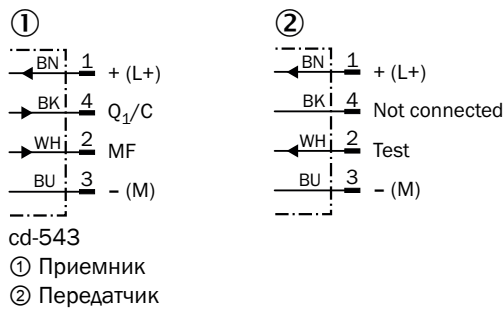 ①
BN 1 + (L+)
BK 4 Q1/C
WH 2 MF
BU 3 – (M)
②
BN 1 + (L+)
BK 4 Not connected
WH 2 Test
BU 3 – (M)
cd-543
① Приемник
② Передатчик